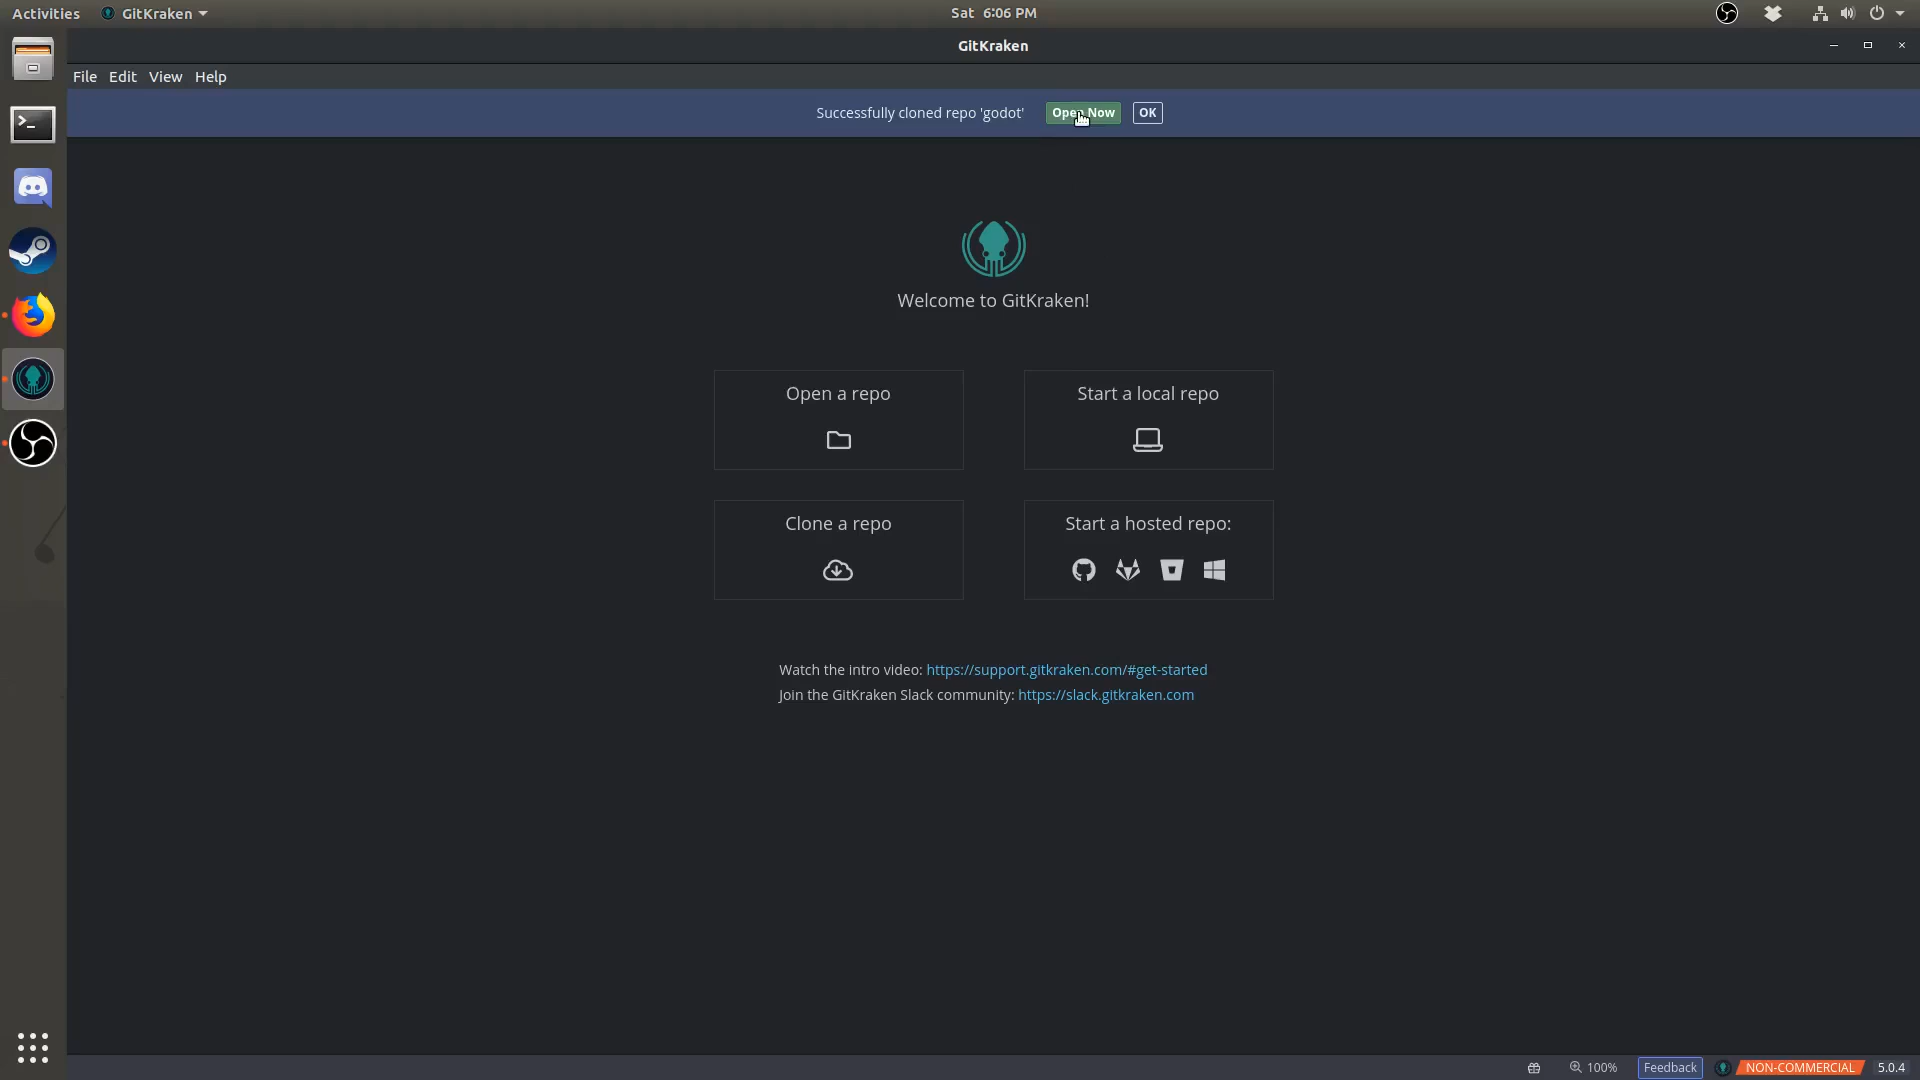 Activities GitKraken Sat 6:06 PM
GitKraken
File Edit View Help
Successfully cloned repo 'godot' Open Now OK
Welcome to GitKraken!
Open a repo
Start a local repo
Clone a repo
Start a hosted repo:
Watch the intro video: https://support.gitkraken.com/#get-started
Join the GitKraken Slack community: https://slack.gitkraken.com
100% Feedback NON-COMMERCIAL 5.0.4